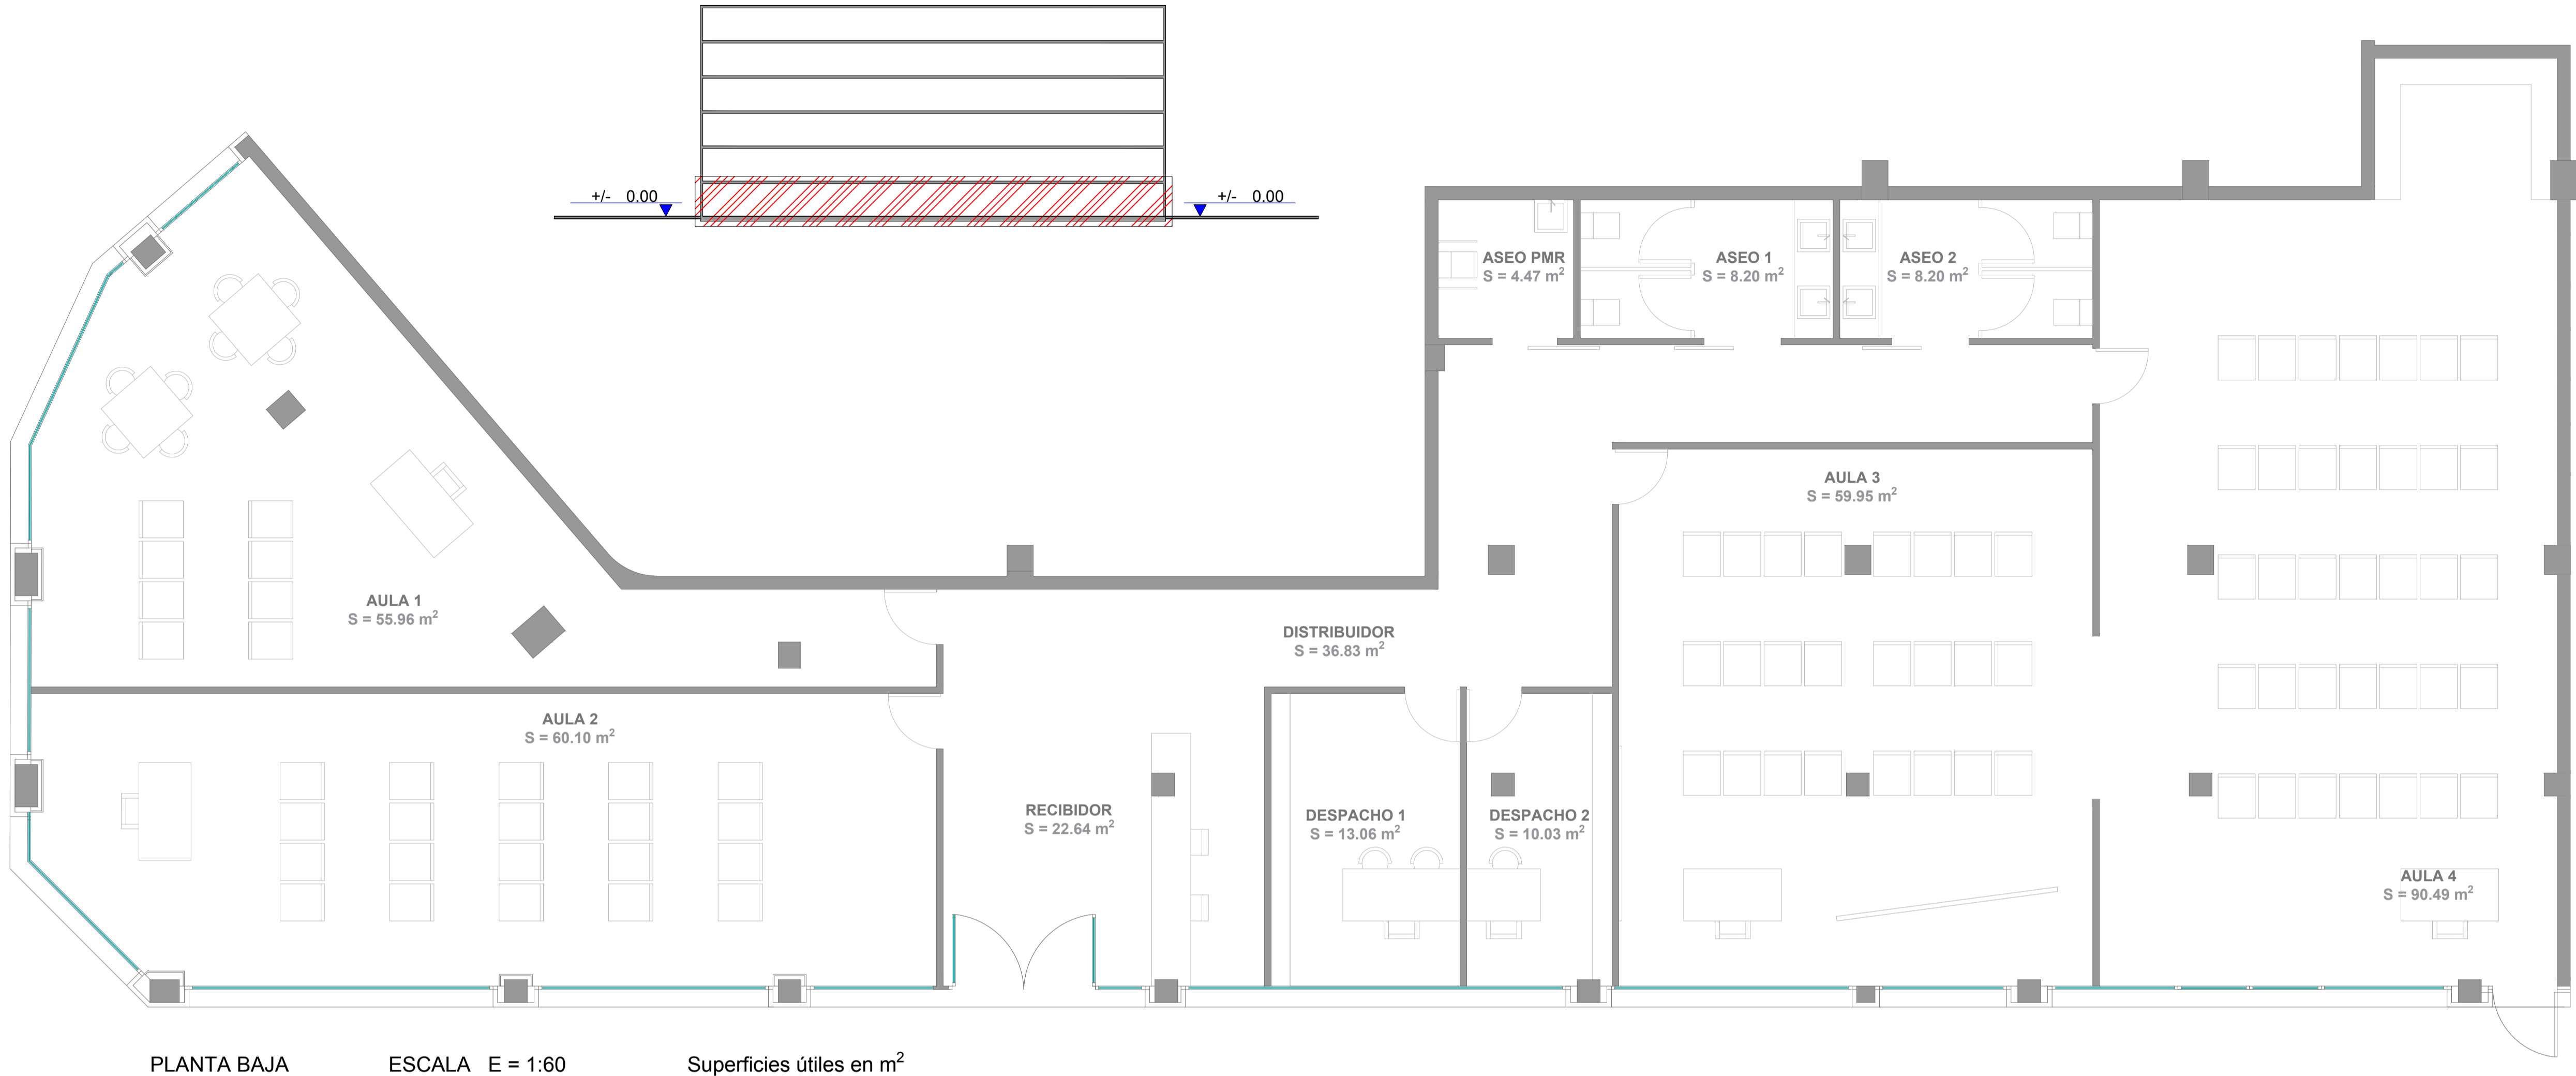 +/- 0.00
+/- 0.00
ASEO PMR
S = 4.47 m²
ASEO 1
S = 8.20 m²
ASEO 2
S = 8.20 m²
AULA 3
S = 59.95 m²
AULA 1
S = 55.96 m²
DISTRIBUIDOR
S = 36.83 m²
AULA 2
S = 60.10 m²
RECIBIDOR
S = 22.64 m²
DESPACHO 1
S = 13.06 m²
DESPACHO 2
S = 10.03 m²
AULA 4
S = 90.49 m²
PLANTA BAJA ESCALA E = 1:60 Superficies útiles en m²